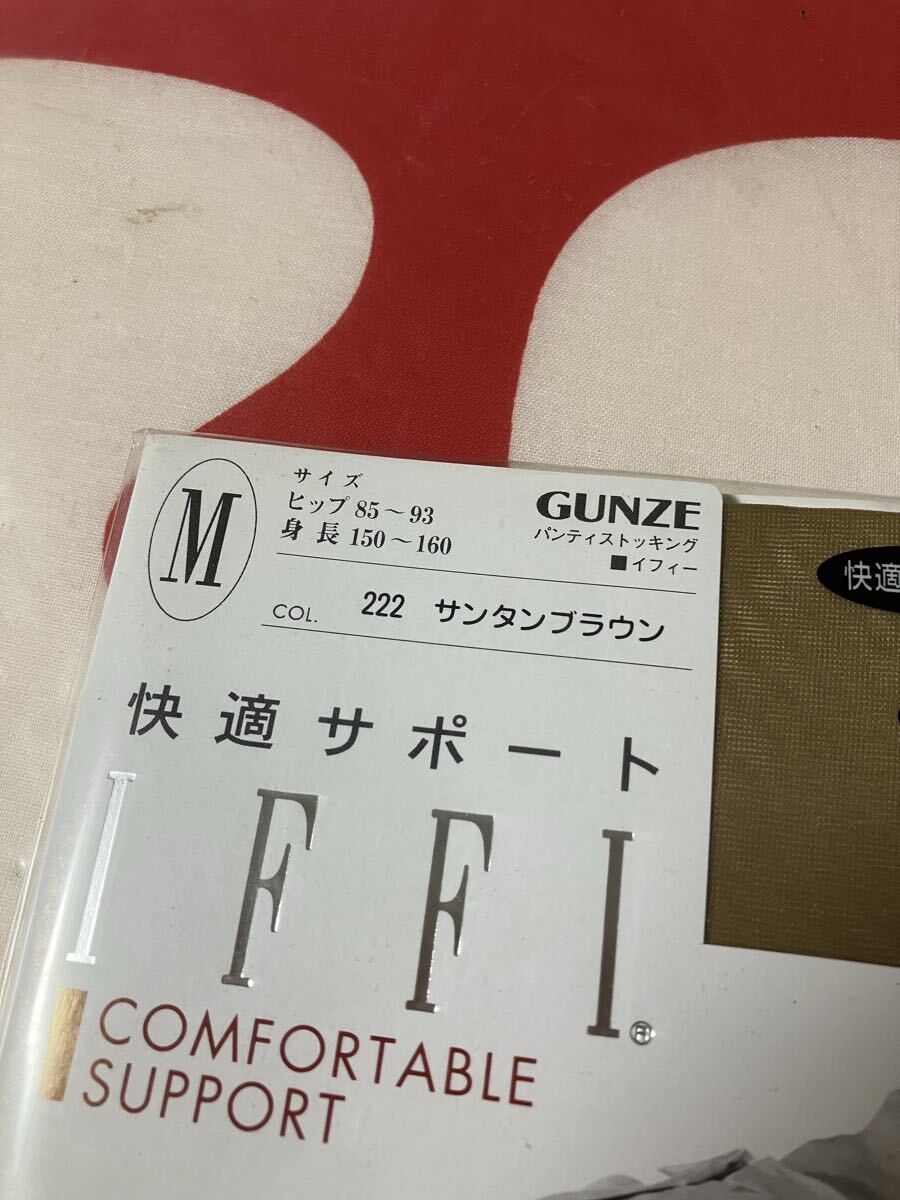 M
サイズ
ヒップ 85～93
身長 150～160
GUNZE
パンティストッキング
■イフィー
COL. 222 サンタンブラウン
快適
快適サポート
IFFI®
COMFORTABLE
SUPPORT